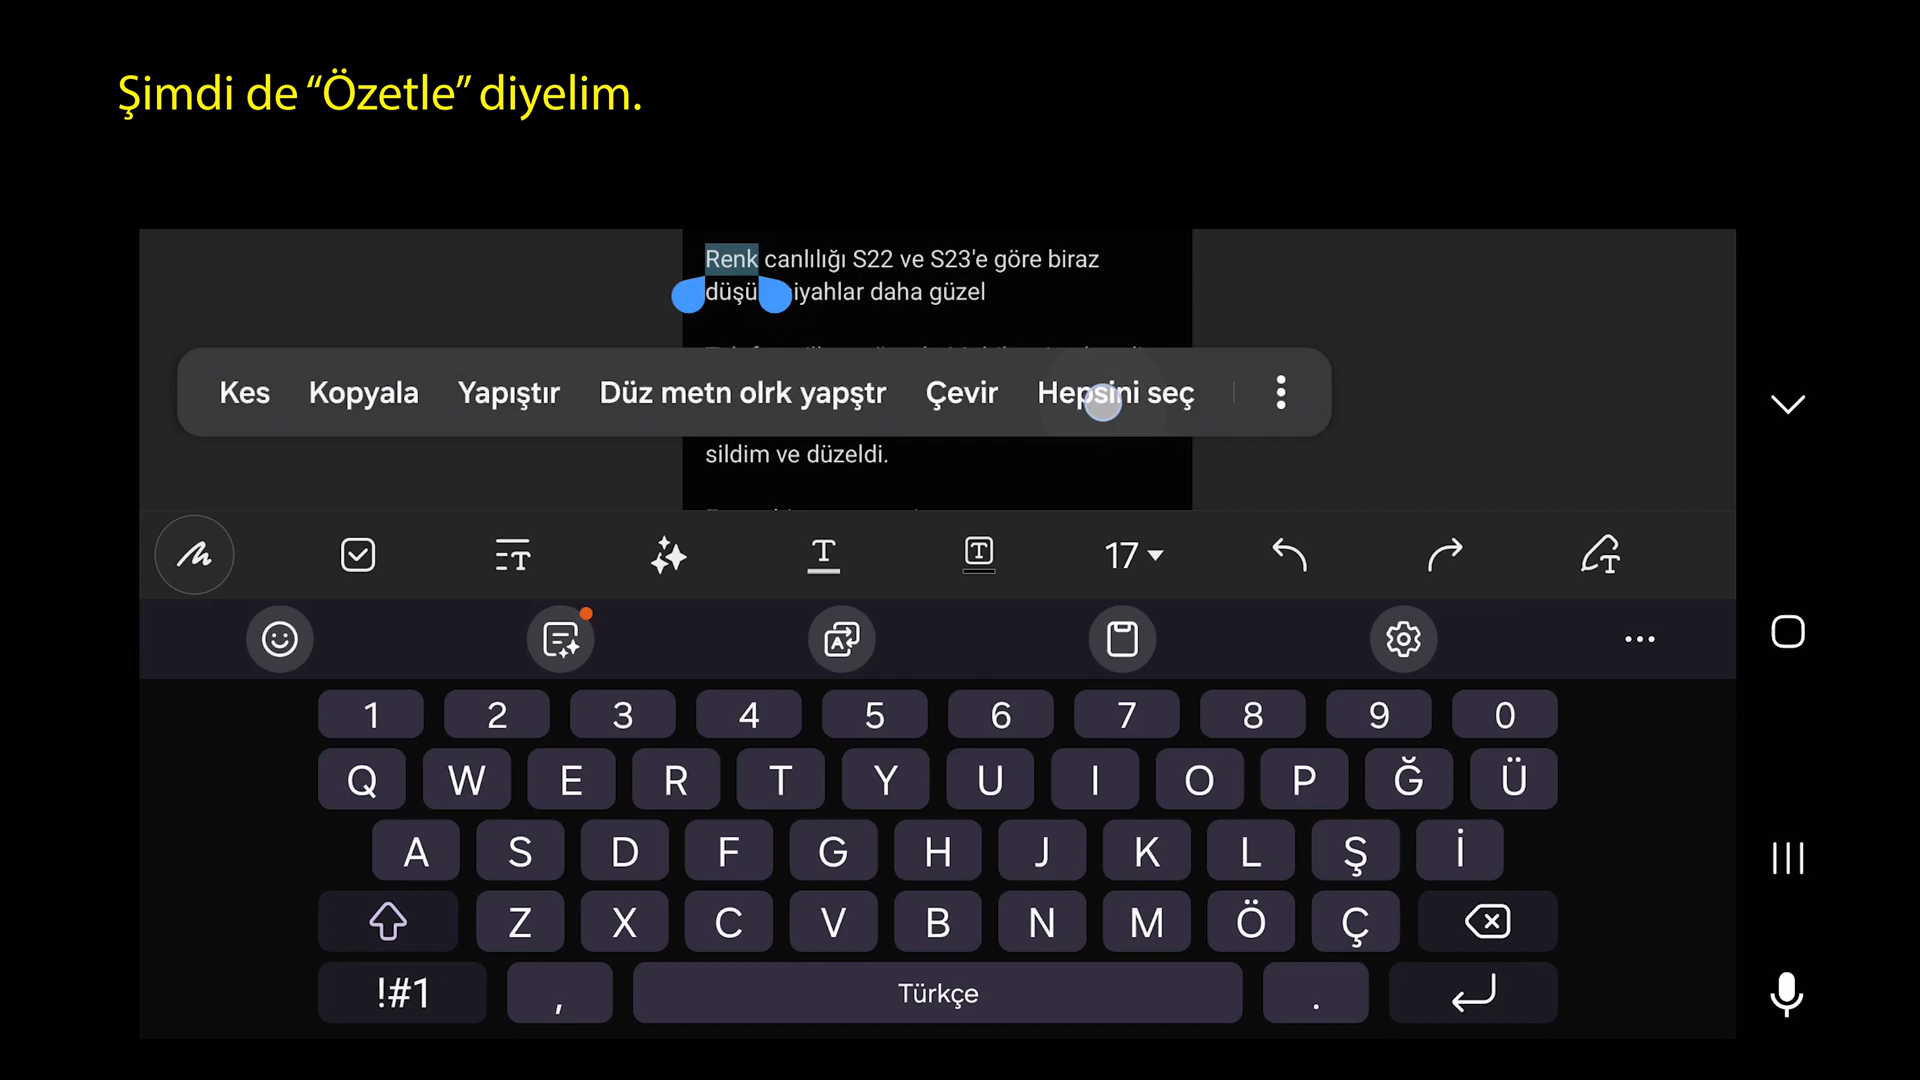 Şimdi de “Özetle” diyelim.
Renk canlılığı S22 ve S23'e göre biraz
düşü iyahlar daha güzel
Kes Kopyala Yapıştır Düz metn olrk yapştr Çevir Hepsini seç
sildim ve düzeldi.
17
1 2 3 4 5 6 7 8 9 0
Q W E R T Y U I O P Ğ Ü
A S D F G H J K L Ş İ
Z X C V B N M Ö Ç
!#1 , Türkçe .